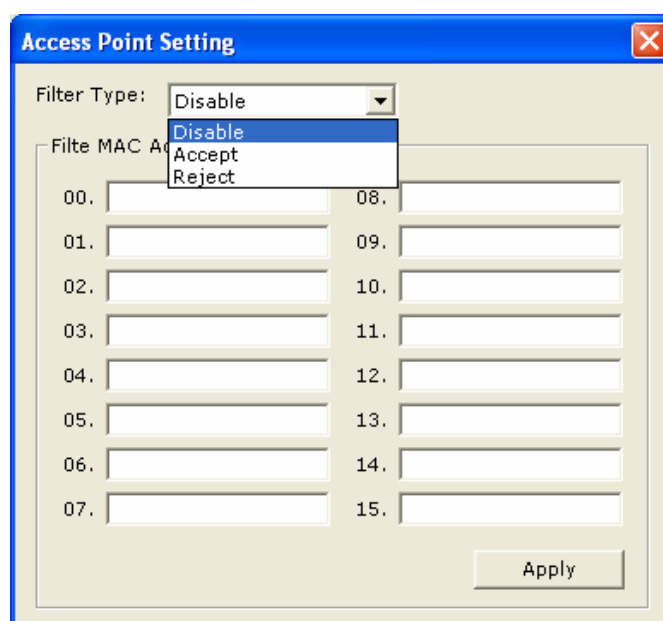 Access Point Setting
Filter Type: Disable
Disable
Accept
Reject
Filte MAC
00. 08.
01. 09.
02. 10.
03. 11.
04. 12.
05. 13.
06. 14.
07. 15.
Apply